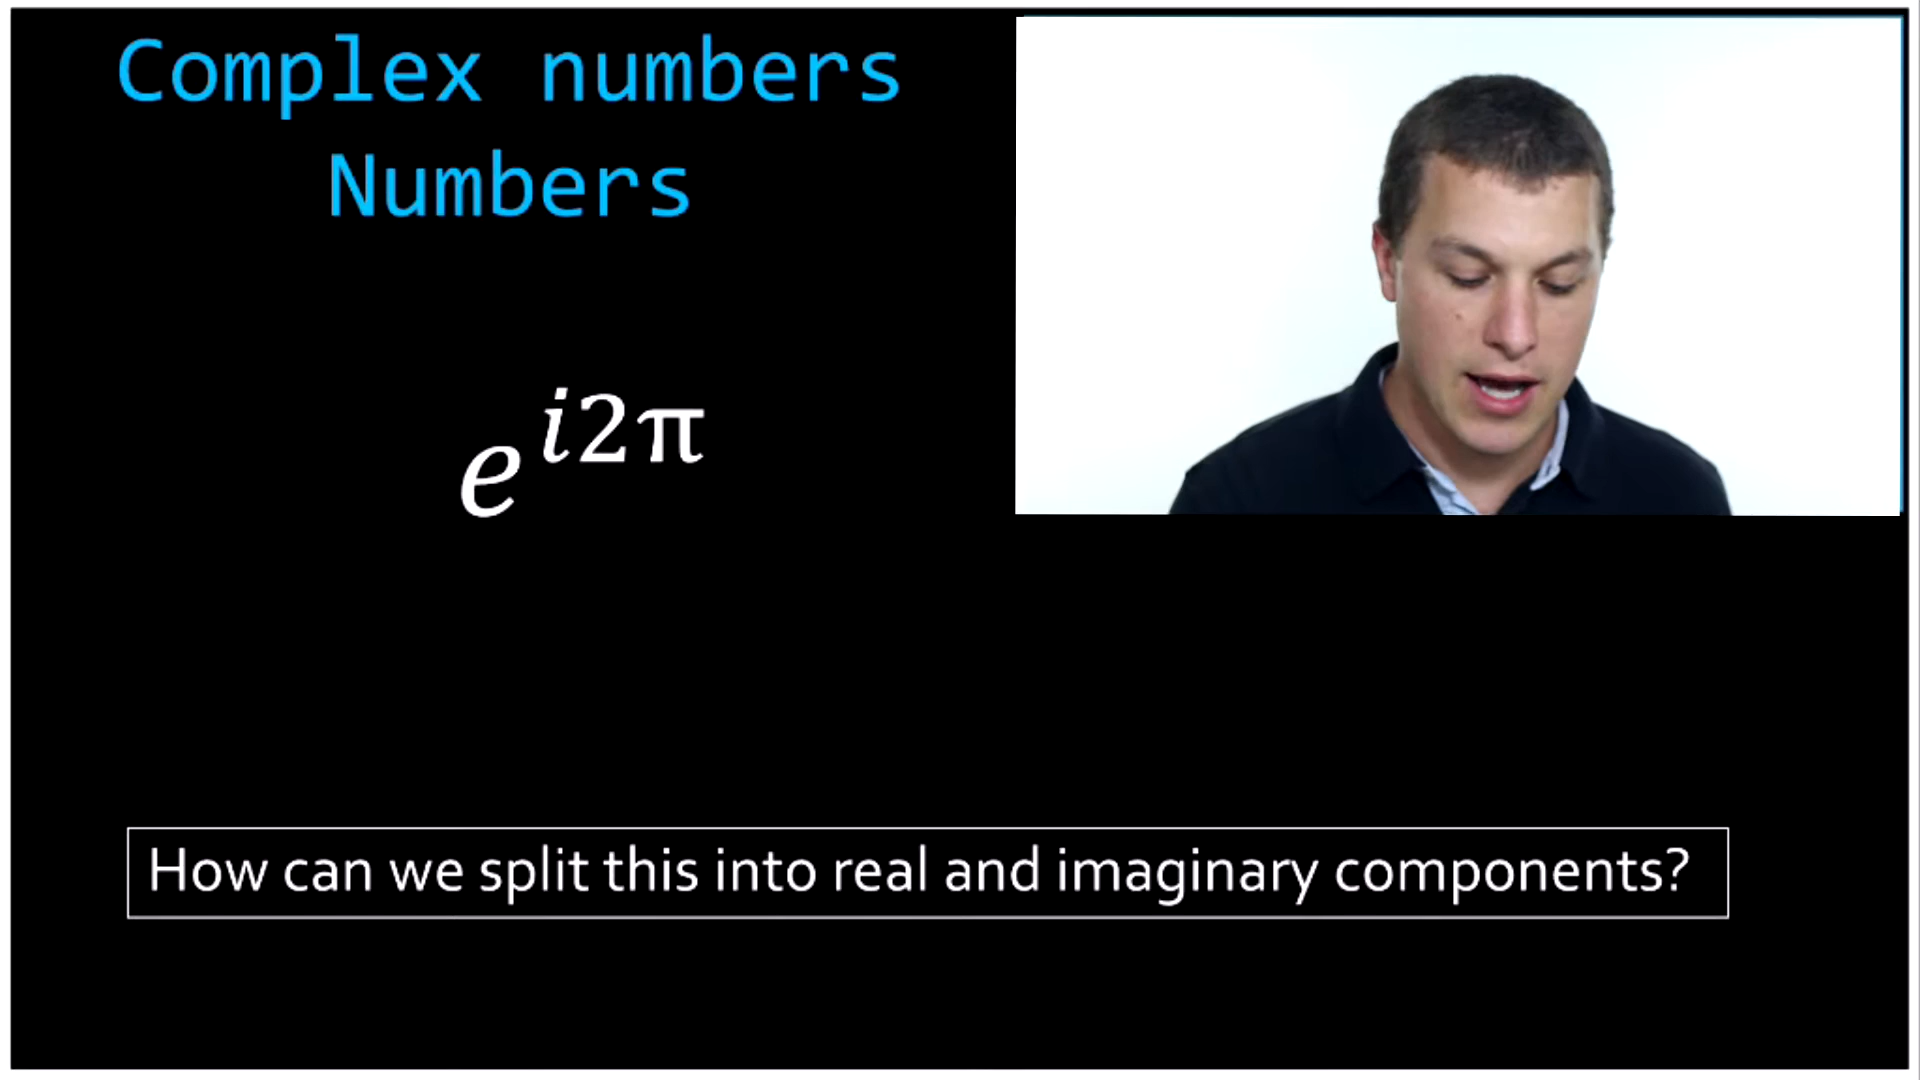 Complex numbers
Numbers
e^{i2π}
How can we split this into real and imaginary components?